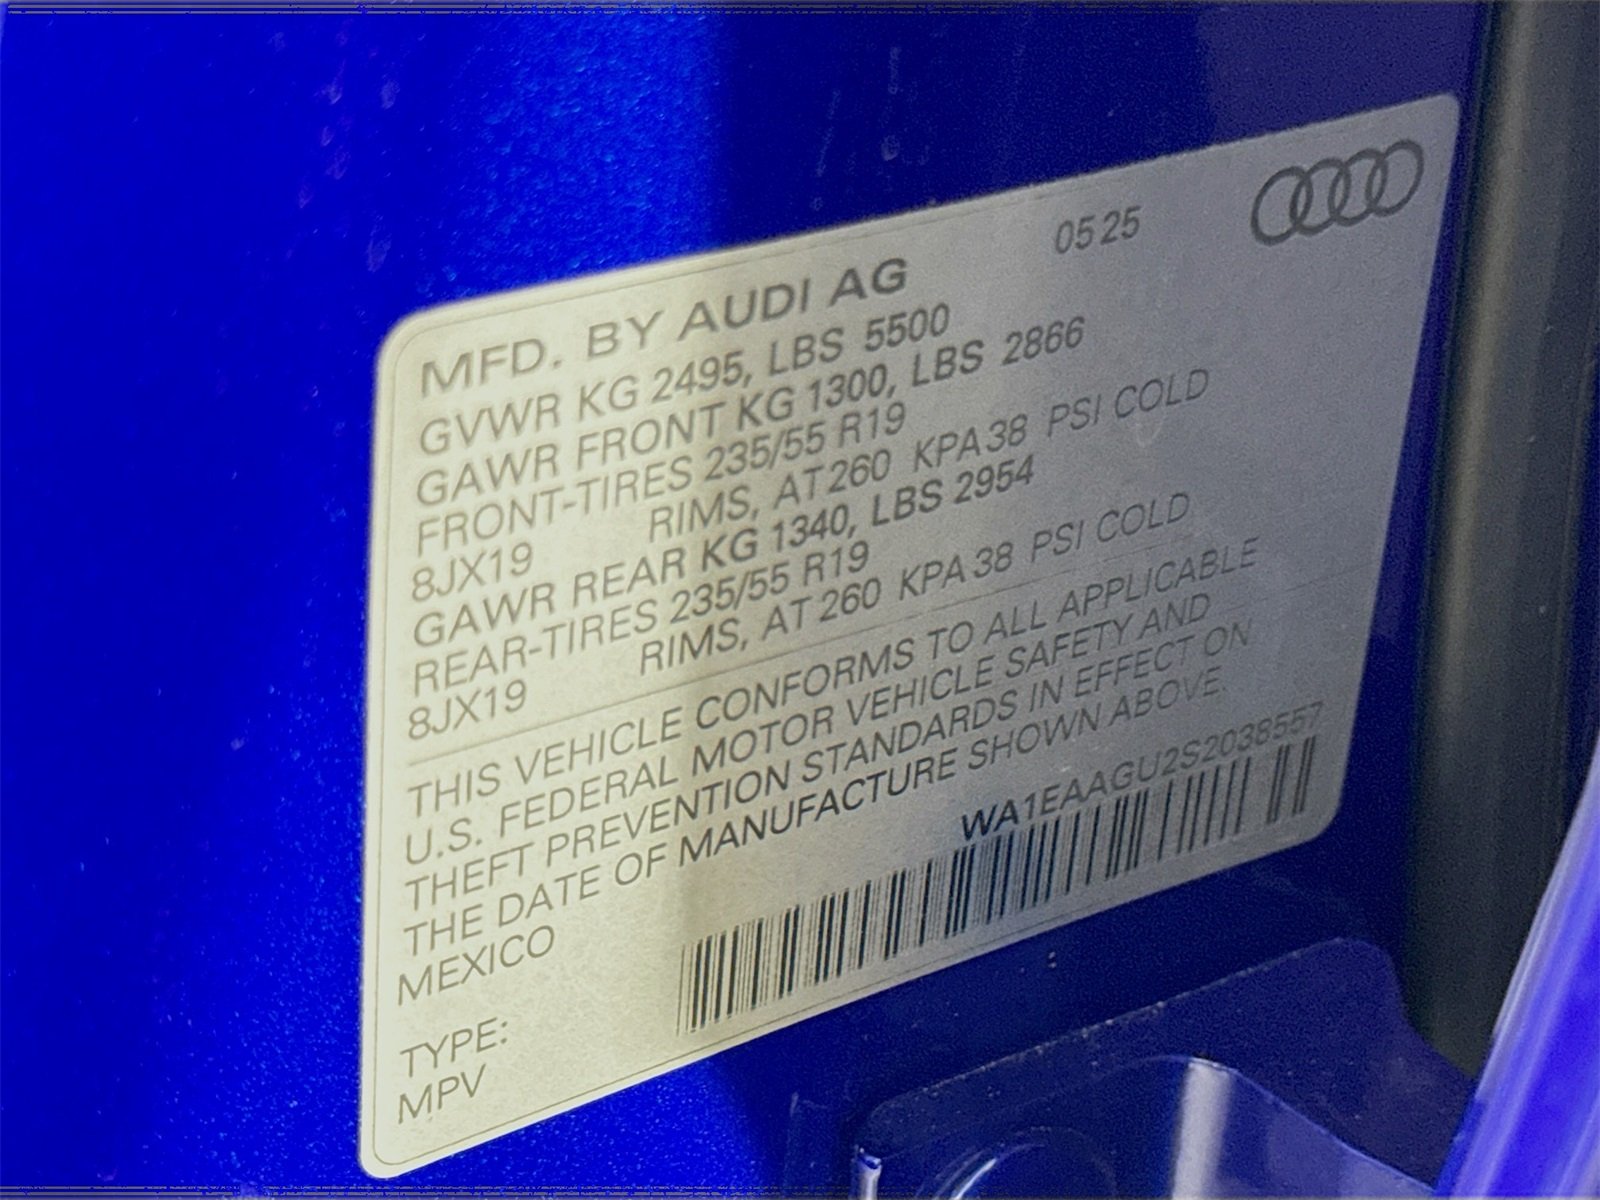 05 25
MFD. BY AUDI AG
GVWR KG 2495, LBS 5500
GAWR FRONT KG 1300, LBS 2866
FRONT-TIRES 235/55 R19
8JX19 RIMS, AT 260 KPA 38 PSI COLD
GAWR REAR KG 1340, LBS 2954
REAR-TIRES 235/55 R19
8JX19 RIMS, AT 260 KPA 38 PSI COLD
THIS VEHICLE CONFORMS TO ALL APPLICABLE
U.S. FEDERAL MOTOR VEHICLE SAFETY AND
THEFT PREVENTION STANDARDS IN EFFECT ON
THE DATE OF MANUFACTURE SHOWN ABOVE.
MEXICO
WA1EAAGU2S2038557
TYPE:
MPV